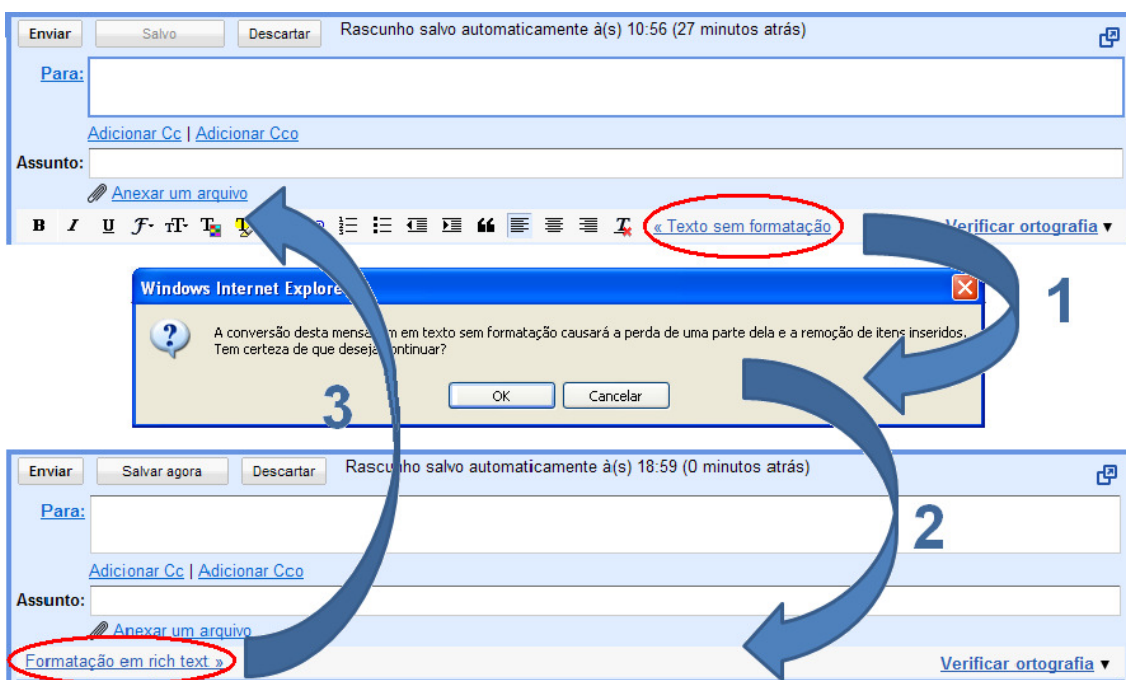 Enviar Salvo Descartar Rascunho salvo automaticamente à(s) 10:56 (27 minutos atrás)
Para:
Adicionar Cc | Adicionar Cco
Assunto:
Anexar um arquivo
B I U « Texto sem formatação Verificar ortografia ▼
1
Windows Internet Explore
A conversão desta mens m em texto sem formatação causará a perda de uma parte dela e a remoção de itens inseridos.
Tem certeza de que deseja ontinuar?
OK Cancelar
3
Enviar Salvar agora Descartar Rascunho salvo automaticamente à(s) 18:59 (0 minutos atrás)
Para:
2
Adicionar Cc | Adicionar Cco
Assunto:
Anexar um arquivo
Formatação em rich text » Verificar ortografia ▼